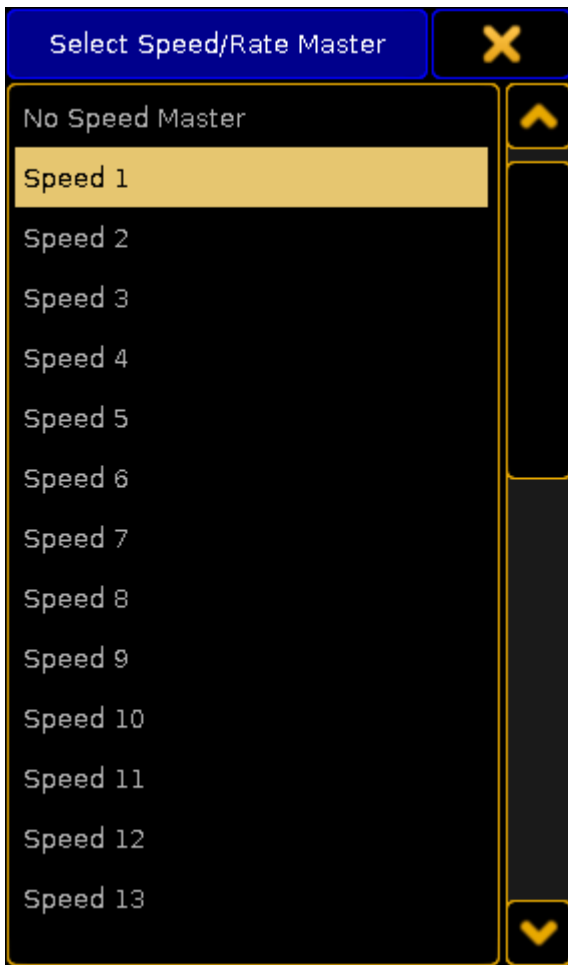 Select Speed/Rate Master
No Speed Master
Speed 1
Speed 2
Speed 3
Speed 4
Speed 5
Speed 6
Speed 7
Speed 8
Speed 9
Speed 10
Speed 11
Speed 12
Speed 13